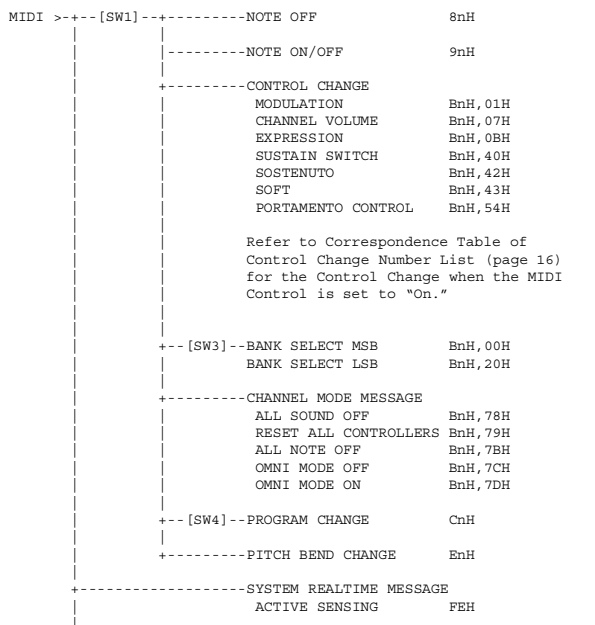 MIDI >-+--[SW1]--+---------NOTE OFF 8nH
|---------NOTE ON/OFF 9nH
+---------CONTROL CHANGE
MODULATION BnH,01H
CHANNEL VOLUME BnH,07H
EXPRESSION BnH,0BH
SUSTAIN SWITCH BnH,40H
SOSTENUTO BnH,42H
SOFT BnH,43H
PORTAMENTO CONTROL BnH,54H
Refer to Correspondence Table of
Control Change Number List (page 16)
for the Control Change when the MIDI
Control is set to “On.”
+--[SW3]--BANK SELECT MSB BnH,00H
BANK SELECT LSB BnH,20H
+---------CHANNEL MODE MESSAGE
ALL SOUND OFF BnH,78H
RESET ALL CONTROLLERS BnH,79H
ALL NOTE OFF BnH,7BH
OMNI MODE OFF BnH,7CH
OMNI MODE ON BnH,7DH
+--[SW4]--PROGRAM CHANGE CnH
+---------PITCH BEND CHANGE EnH
+-------------------SYSTEM REALTIME MESSAGE
ACTIVE SENSING FEH